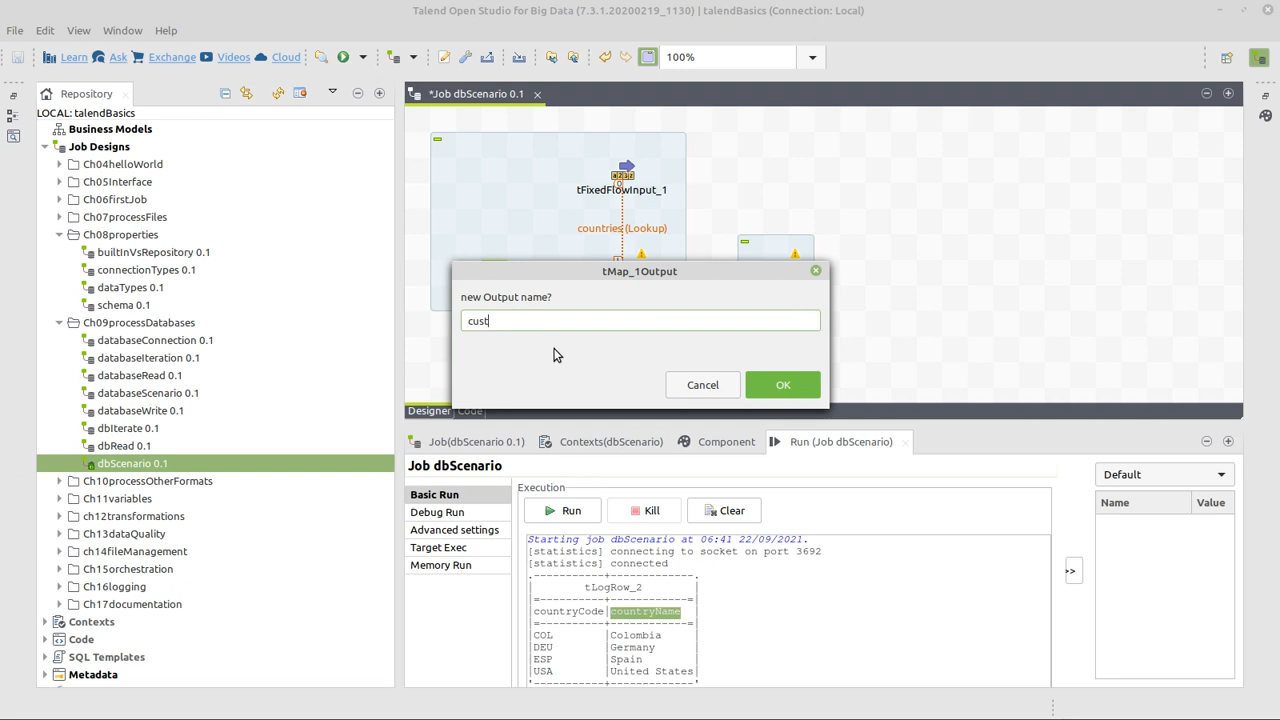 Talend Open Studio for Big Data (7.3.1.20200219_1130) | talendBasics (Connection: Local)
File Edit View Window Help
Learn Ask Exchange Videos Cloud 100%
Repository
LOCAL: talendBasics
Business Models
Job Designs
Ch04helloWorld
Ch05Interface
Ch06firstJob
Ch07processFiles
Ch08properties
builtInVsRepository 0.1
connectionTypes 0.1
dataTypes 0.1
schema 0.1
Ch09processDatabases
databaseConnection 0.1
databaseIteration 0.1
databaseRead 0.1
databaseScenario 0.1
databaseWrite 0.1
dbIterate 0.1
dbRead 0.1
dbScenario 0.1
Ch10processOtherFormats
Ch11variables
ch12transformations
Ch13dataQuality
ch14fileManagement
Ch15orchestration
Ch16logging
Ch17documentation
Contexts
Code
SQL Templates
Metadata
*Job dbScenario 0.1
tFixedFlowInput_1
countries (Lookup)
tMap_1Output
new Output name?
cust
Cancel OK
Designer Code
Job(dbScenario 0.1) Contexts(dbScenario) Component Run (Job dbScenario)
Job dbScenario
Basic Run
Debug Run
Advanced settings
Target Exec
Memory Run
Execution
Run Kill Clear
Starting job dbScenario at 06:41 22/09/2021.
[statistics] connecting to socket on port 3692
[statistics] connected
.-----------+-------------.
| tLogRow_2 |
|=-----------+------------=|
|countryCode|countryName |
|=-----------+------------=|
|COL |Colombia |
|DEU |Germany |
|ESP |Spain |
|USA |United States|
'-----------+-------------'
>>
Default
Name Value